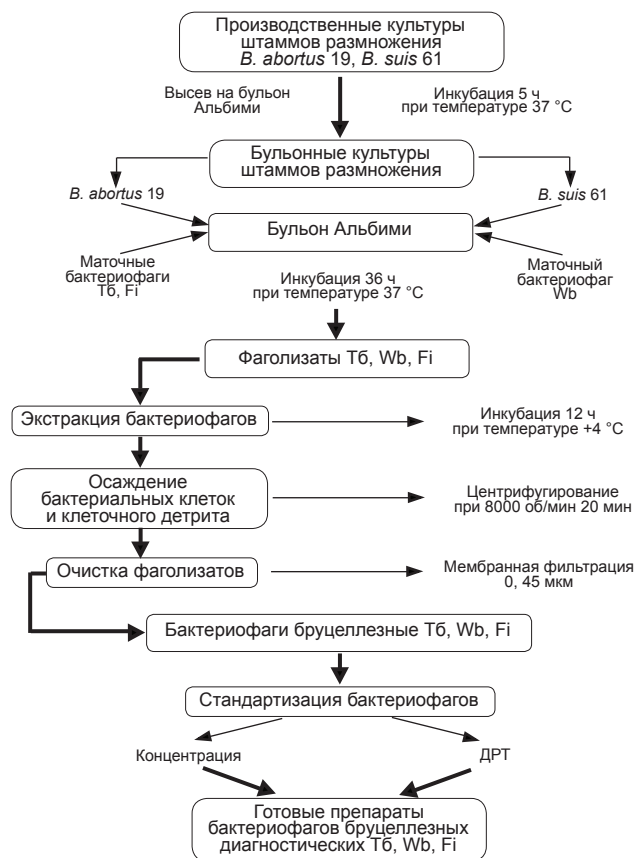 Производственные культуры
штаммов размножения
B. abortus 19, B. suis 61
Высев на бульон
Альбими
Инкубация 5 ч
при температуре 37 °C
Бульонные культуры
штаммов размножения
B. abortus 19
B. suis 61
Бульон Альбими
Маточные
бактериофаги
Тб, Fi
Маточный
бактериофаг
Wb
Инкубация 36 ч
при температуре 37 °C
Фаголизаты Тб, Wb, Fi
Экстракция бактериофагов
Инкубация 12 ч
при температуре +4 °C
Осаждение
бактериальных клеток
и клеточного детрита
Центрифугирование
при 8000 об/мин 20 мин
Очистка фаголизатов
Мембранная фильтрация
0, 45 мкм
Бактериофаги бруцеллезные Тб, Wb, Fi
Стандартизация бактериофагов
Концентрация
ДРТ
Готовые препараты
бактериофагов бруцеллезных
диагностических Тб, Wb, Fi